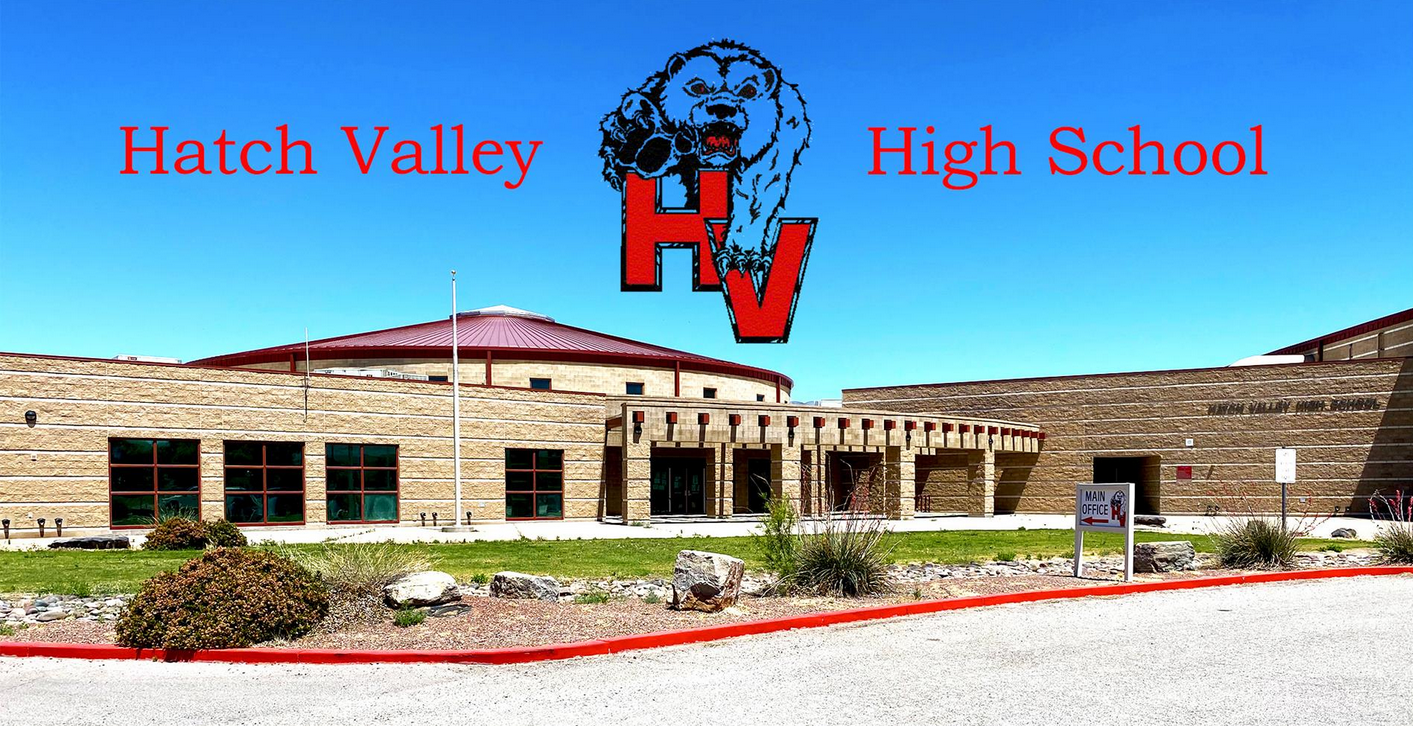 Hatch Valley High School
HV
HATCH VALLEY HIGH SCHOOL
MAIN
OFFICE